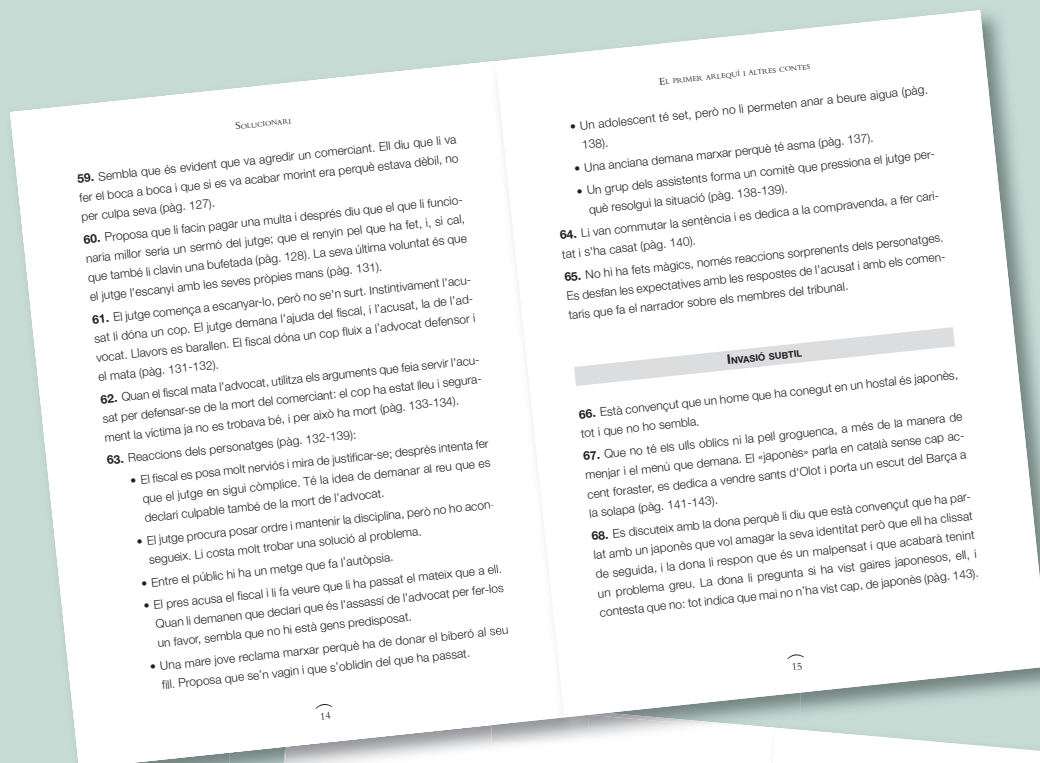 Solucionari
59. Sembla que és evident que va agredir un comerciant. Ell diu que li va
fer el boca a boca i que si es va acabar morint era perquè estava dèbil, no
per culpa seva (pàg. 127).
60. Proposa que li facin pagar una multa i després diu que el que li funcio-
naria millor seria un sermó del jutge; que el renyin pel que ha fet, i, si cal,
que també li clavin una bufetada (pàg. 128). La seva última voluntat és que
el jutge l'escanyi amb les seves pròpies mans (pàg. 131).
61. El jutge comença a escanyar-lo, però no se'n surt. Instintivament l'acu-
sat li dóna un cop. El jutge demana l'ajuda del fiscal, i l'acusat, la de l'ad-
vocat. Llavors es barallen. El fiscal dóna un cop fluix a l'advocat defensor i
el mata (pàg. 131-132).
62. Quan el fiscal mata l'advocat, utilitza els arguments que feia servir l'acu-
sat per defensar-se de la mort del comerciant: el cop ha estat lleu i segura-
ment la víctima ja no es trobava bé, i per això ha mort (pàg. 133-134).
63. Reaccions dels personatges (pàg. 132-139):
• El fiscal es posa molt nerviós i mira de justificar-se; després intenta fer
que el jutge en sigui còmplice. Té la idea de demanar al reu que es
declari culpable també de la mort de l'advocat.
• El jutge procura posar ordre i mantenir la disciplina, però no ho acon-
segueix. Li costa molt trobar una solució al problema.
• Entre el públic hi ha un metge que fa l'autòpsia.
• El pres acusa el fiscal i li fa veure que li ha passat el mateix que a ell.
Quan li demanen que declari que és l'assassí de l'advocat per fer-los
un favor, sembla que no hi està gens predisposat.
• Una mare jove reclama marxar perquè ha de donar el biberó al seu
fill. Proposa que se'n vagin i que s'oblidin del que ha passat.
14
El primer arlequí i altres contes
• Un adolescent té set, però no li permeten anar a beure aigua (pàg.
138).
• Una anciana demana marxar perquè té asma (pàg. 137).
• Un grup dels assistents forma un comitè que pressiona el jutge per-
què resolgui la situació (pàg. 138-139).
64. Li van commutar la sentència i es dedica a la compravenda, a fer cari-
tat i s'ha casat (pàg. 140).
65. No hi ha fets màgics, només reaccions sorprenents dels personatges.
Es desfan les expectatives amb les respostes de l'acusat i amb els comen-
taris que fa el narrador sobre els membres del tribunal.
Invasió subtil
66. Està convençut que un home que ha conegut en un hostal és japonès,
tot i que no ho sembla.
67. Que no té els ulls oblics ni la pell groguenca, a més de la manera de
menjar i el menú que demana. El «japonès» parla en català sense cap ac-
cent foraster, es dedica a vendre sants d'Olot i porta un escut del Barça a
la solapa (pàg. 141-143).
68. Es discuteix amb la dona perquè li diu que està convençut que ha par-
lat amb un japonès que vol amagar la seva identitat però que ell ha clissat
de seguida, i la dona li respon que és un malpensat i que acabarà tenint
un problema greu. La dona li pregunta si ha vist gaires japonesos, ell, i
contesta que no: tot indica que mai no n'ha vist cap, de japonès (pàg. 143).
15